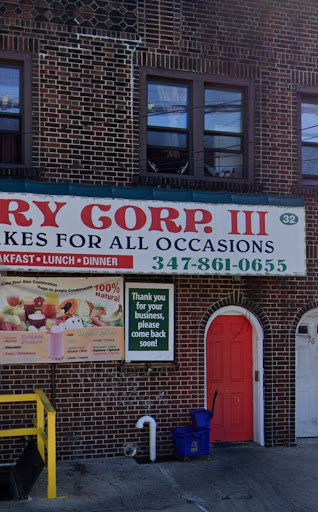 RY CORP. III
32
AKES FOR ALL OCCASIONS
AKFAST • LUNCH • DINNER
347-861-0655
100%
Natural
Thank you
for your
business,
please
come back
soon!